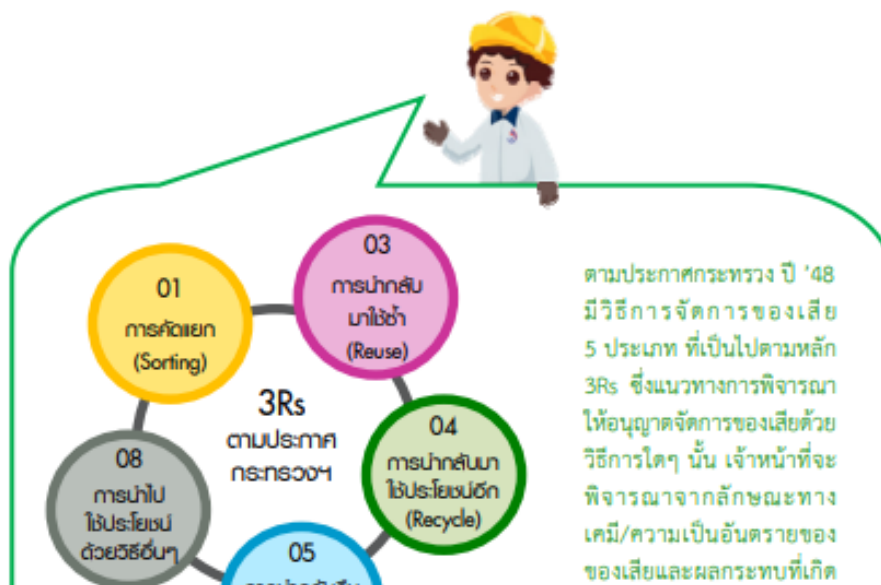 01
การคัดแยก
(Sorting)
03
การนำกลับ
มาใช้ซ้ำ
(Reuse)
3Rs
ตามประกาศ
กระทรวงฯ
04
การนำกลับมา
ใช้ประโยชน์อีก
(Recycle)
08
การนำไป
ใช้ประโยชน์
ด้วยวิธีอื่นๆ
05
ตามประกาศกระทรวง ปี '48
มีวิธีการจัดการของเสีย
5 ประเภท ที่เป็นไปตามหลัก
3Rs ซึ่งแนวทางการพิจารณา
ให้อนุญาตจัดการของเสียด้วย
วิธีการใดๆ นั้น เจ้าหน้าที่จะ
พิจารณาจากลักษณะทาง
เคมี/ความเป็นอันตรายของ
ของเสียและผลกระทบที่เกิด